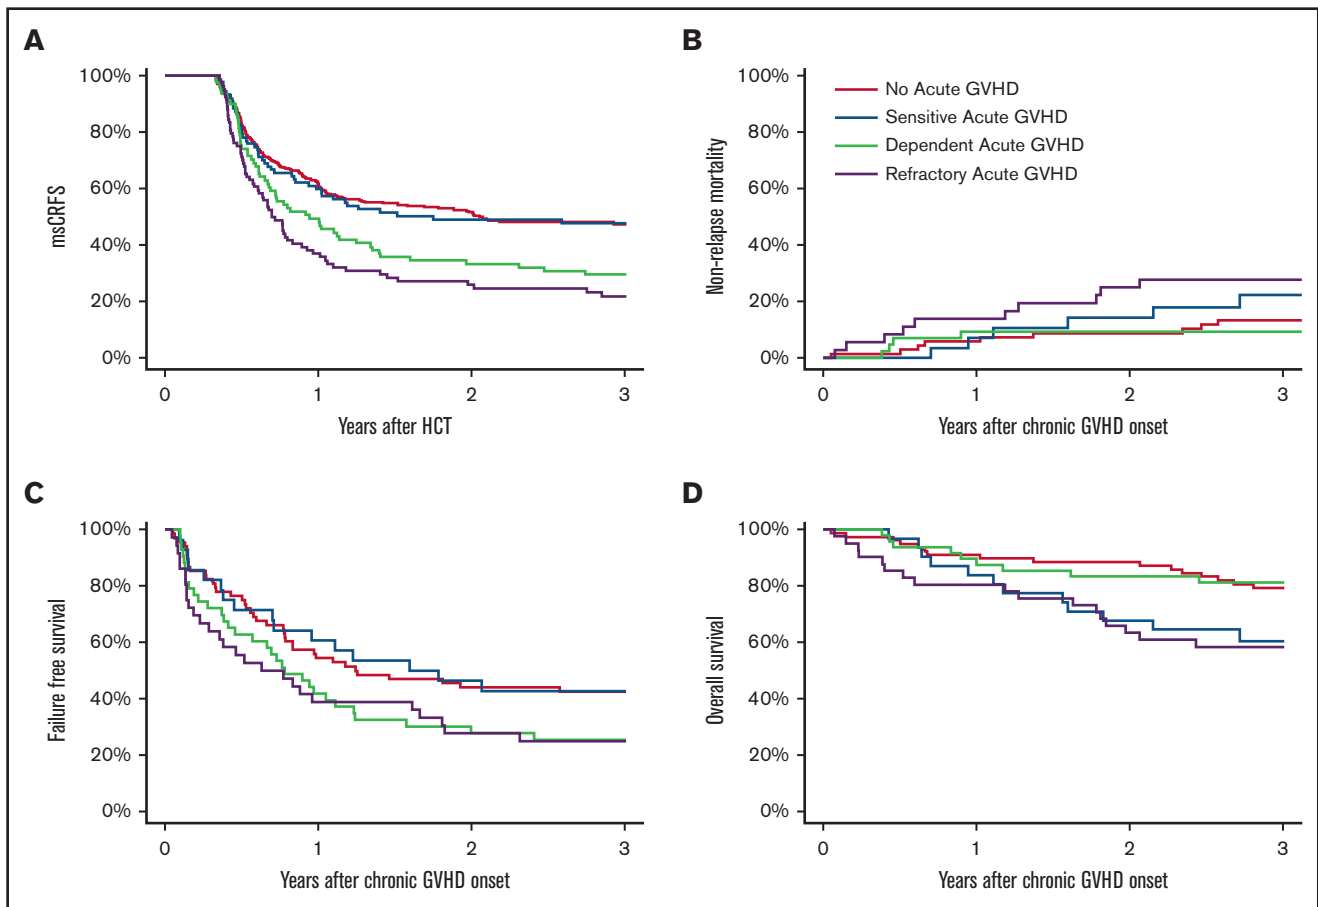 A
100%
80%
60%
40%
20%
0%
msCRFS
0 1 2 3
Years after HCT
B
100%
80%
60%
40%
20%
0%
Non-relapse mortality
No Acute GVHD
Sensitive Acute GVHD
Dependent Acute GVHD
Refractory Acute GVHD
0 1 2 3
Years after chronic GVHD onset
C
100%
80%
60%
40%
20%
0%
Failure free survival
0 1 2 3
Years after chronic GVHD onset
D
100%
80%
60%
40%
20%
0%
Overall survival
0 1 2 3
Years after chronic GVHD onset